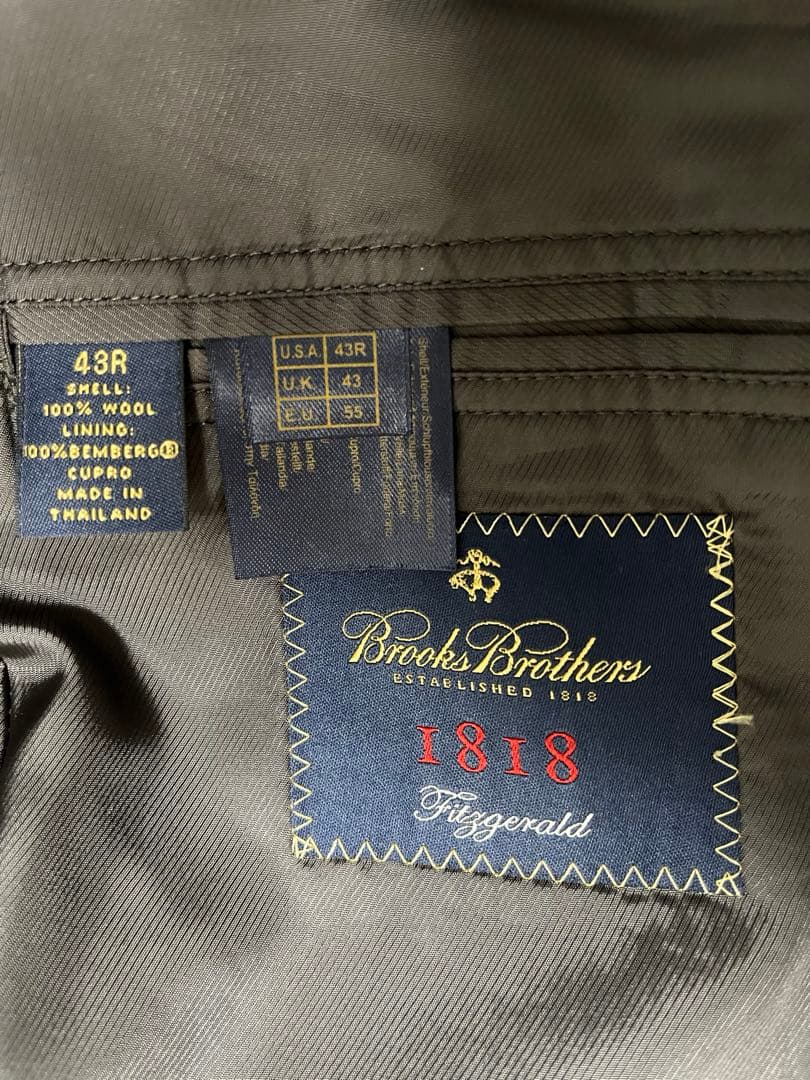 43R
SHELL:
100% WOOL
LINING:
100%BEMBERG®
CUPRO
MADE IN
THAILAND
U.S.A. 43R
U.K. 43
E.U. 55
Brooks Brothers
ESTABLISHED 1818
1818
Fitzgerald